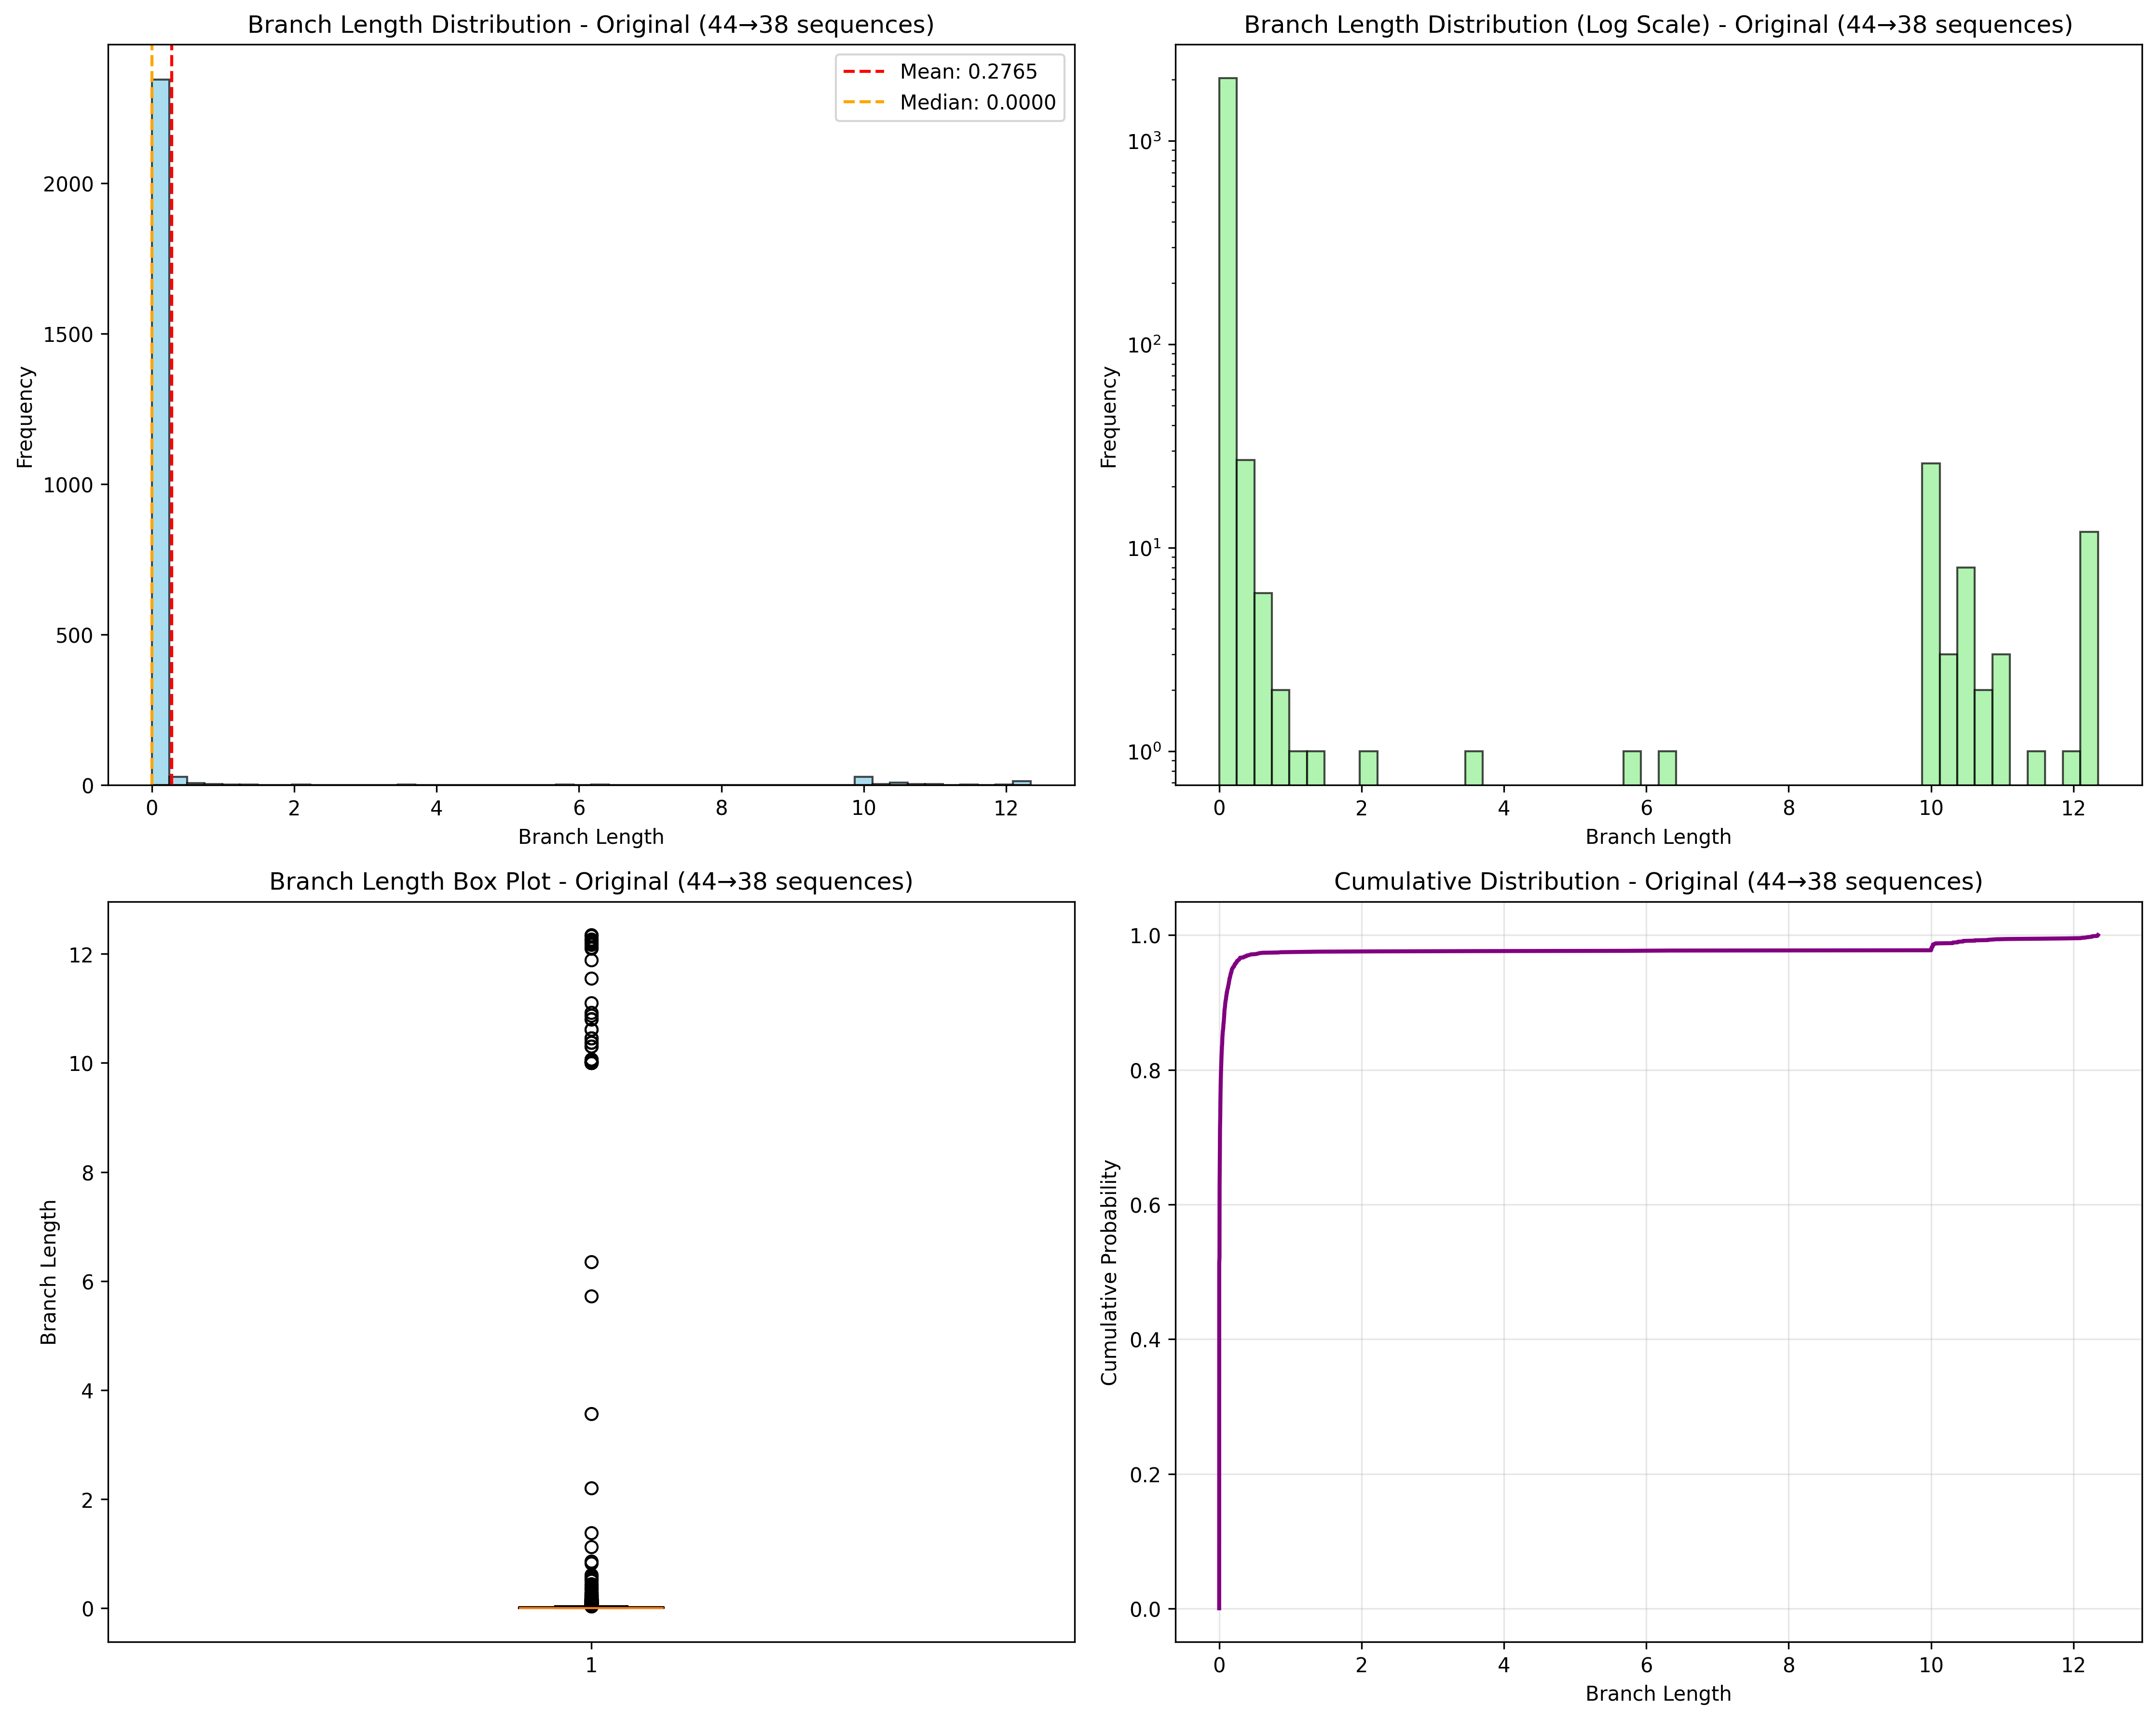 Branch Length Distribution - Original (44→38 sequences)
Mean: 0.2765
Median: 0.0000
Frequency
2000
1500
1000
500
0
0 2 4 6 8 10 12
Branch Length
Branch Length Distribution (Log Scale) - Original (44→38 sequences)
Frequency
10³
10²
10¹
10⁰
0 2 4 6 8 10 12
Branch Length
Branch Length Box Plot - Original (44→38 sequences)
Branch Length
12
10
8
6
4
2
0
1
Cumulative Distribution - Original (44→38 sequences)
Cumulative Probability
1.0
0.8
0.6
0.4
0.2
0.0
0 2 4 6 8 10 12
Branch Length